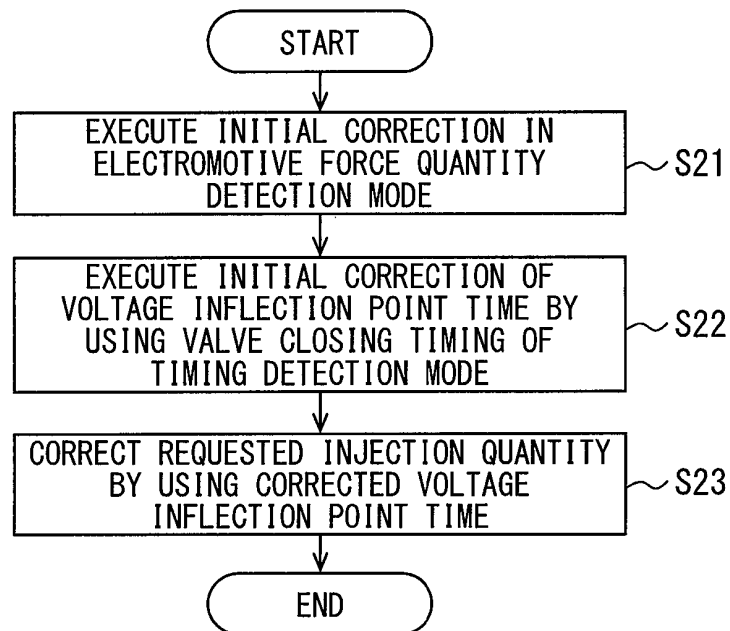 START
EXECUTE INITIAL CORRECTION IN
ELECTROMOTIVE FORCE QUANTITY
DETECTION MODE
S21
EXECUTE INITIAL CORRECTION OF
VOLTAGE INFLECTION POINT TIME BY
USING VALVE CLOSING TIMING OF
TIMING DETECTION MODE
S22
CORRECT REQUESTED INJECTION QUANTITY
BY USING CORRECTED VOLTAGE
INFLECTION POINT TIME
S23
END